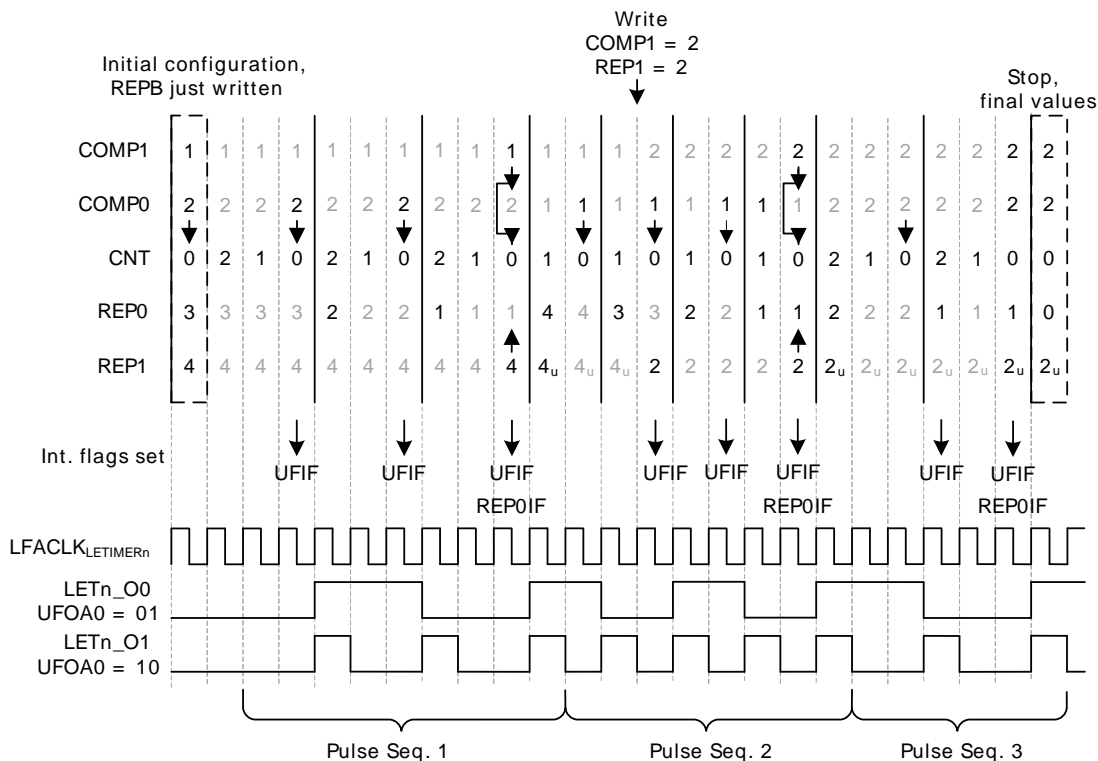 Write
COMP1 = 2
REP1 = 2
Initial configuration,
REPB just written
Stop,
final values
COMP1 1 1 1 1 1 1 1 1 1 1 1 1 1 2 2 2 2 2 2 2 2 2 2 2 2
COMP0 2 2 2 2 2 2 2 2 2 2 1 1 1 1 1 1 1 1 2 2 2 2 2 2 2
CNT 0 2 1 0 2 1 0 2 1 0 1 0 1 0 1 0 1 0 2 1 0 2 1 0 0
REP0 3 3 3 3 2 2 2 1 1 1 4 4 3 3 2 2 1 1 2 2 2 1 1 1 0
REP1 4 4 4 4 4 4 4 4 4 4 4u 4u 4u 2 2 2 2 2 2u 2u 2u 2u 2u 2u 2u
Int. flags set
UFIF UFIF UFIF UFIF UFIF UFIF UFIF UFIF
REP0IF REP0IF REP0IF
LFACLKLETIMERn
LETn_O0
UFOA0 = 01
LETn_O1
UFOA0 = 10
Pulse Seq. 1 Pulse Seq. 2 Pulse Seq. 3